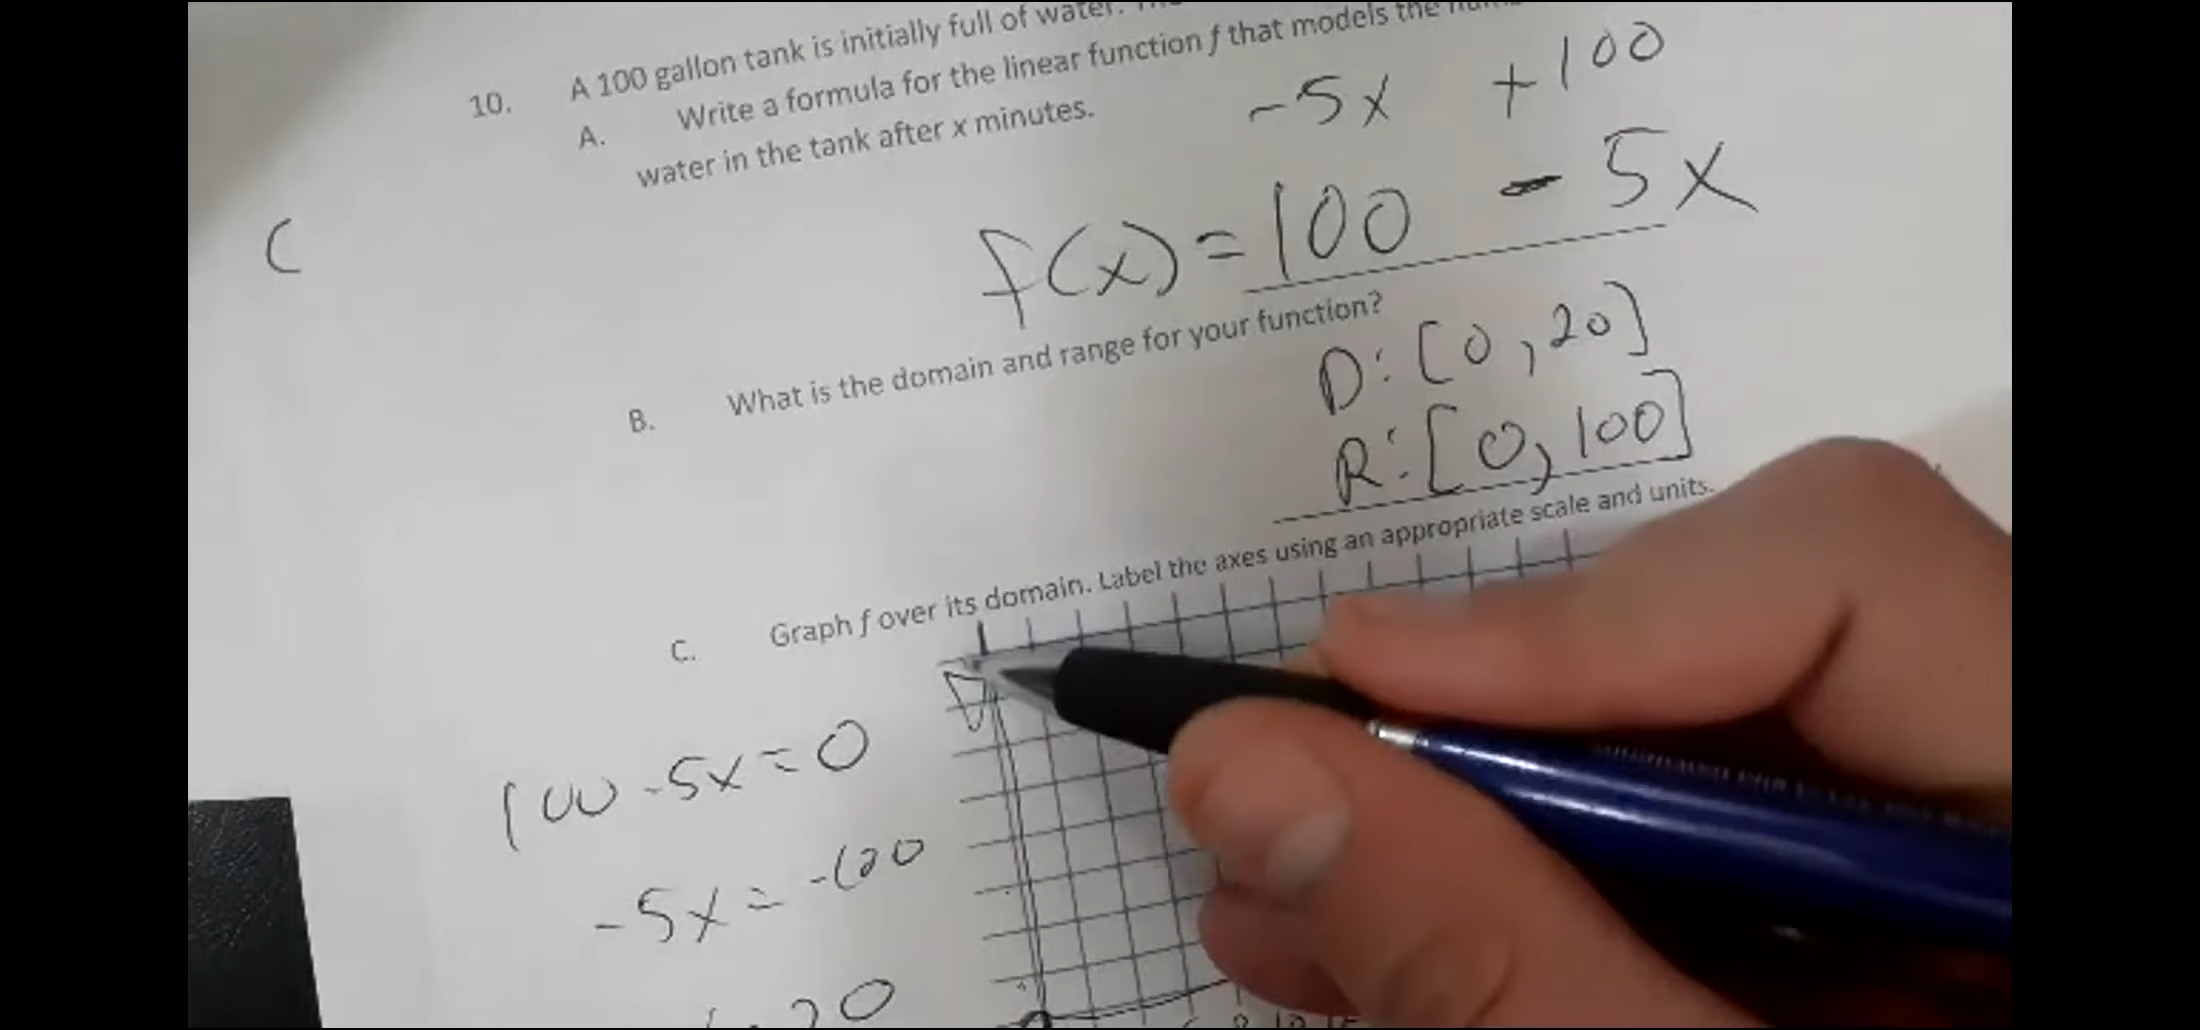 10. A 100 gallon tank is initially full of water.
A. Write a formula for the linear function f that models the
water in the tank after x minutes.
-5x + 100
f(x) = 100 - 5x
C
B. What is the domain and range for your function?
D: [0, 20]
R: [0, 100]
C. Graph f over its domain. Label the axes using an appropriate scale and units.
100 - 5x = 0
-5x = -100
20
8 10